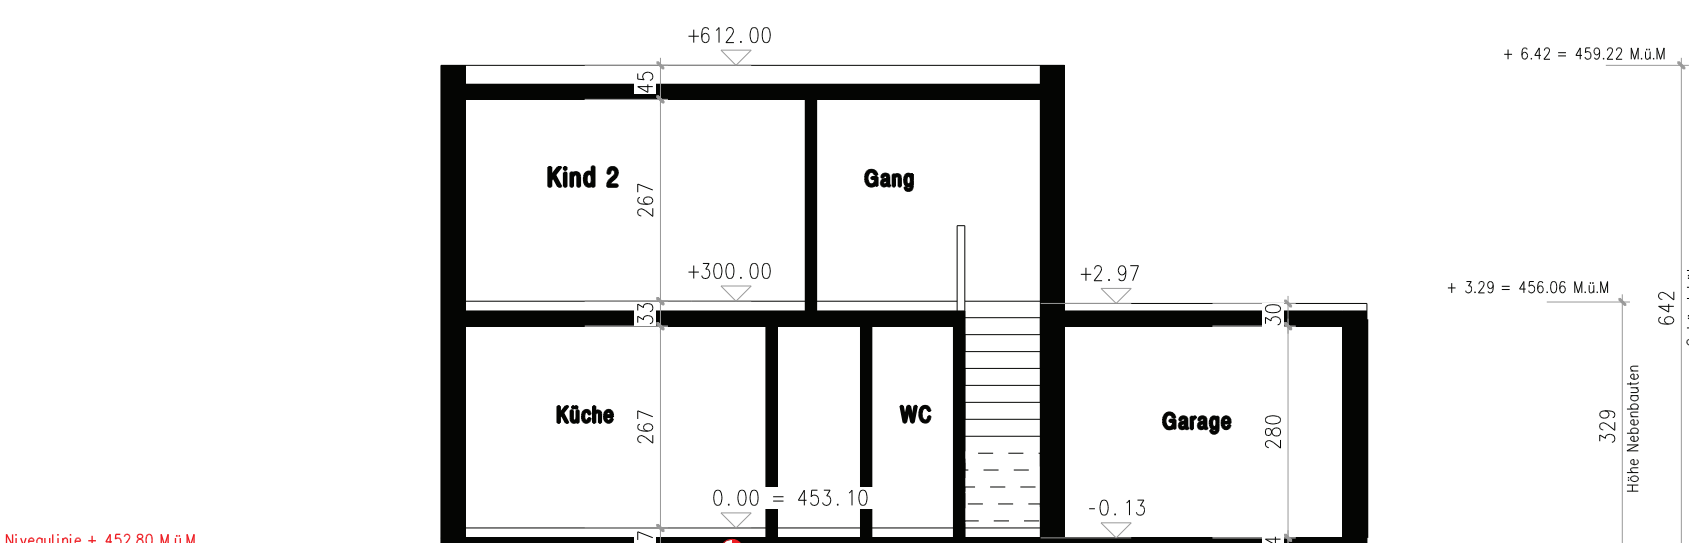 +612.00
+ 6.42 = 459.22 M.ü.M
45
Kind 2
Gang
267
+300.00
+2.97
+ 3.29 = 456.06 M.ü.M
33
30
642
Küche
WC
Garage
267
280
329
Höhe Nebenbauten
0.00 = 453.10
-0.13
Niveaulinie + 452.80 M.ü.M
7
4